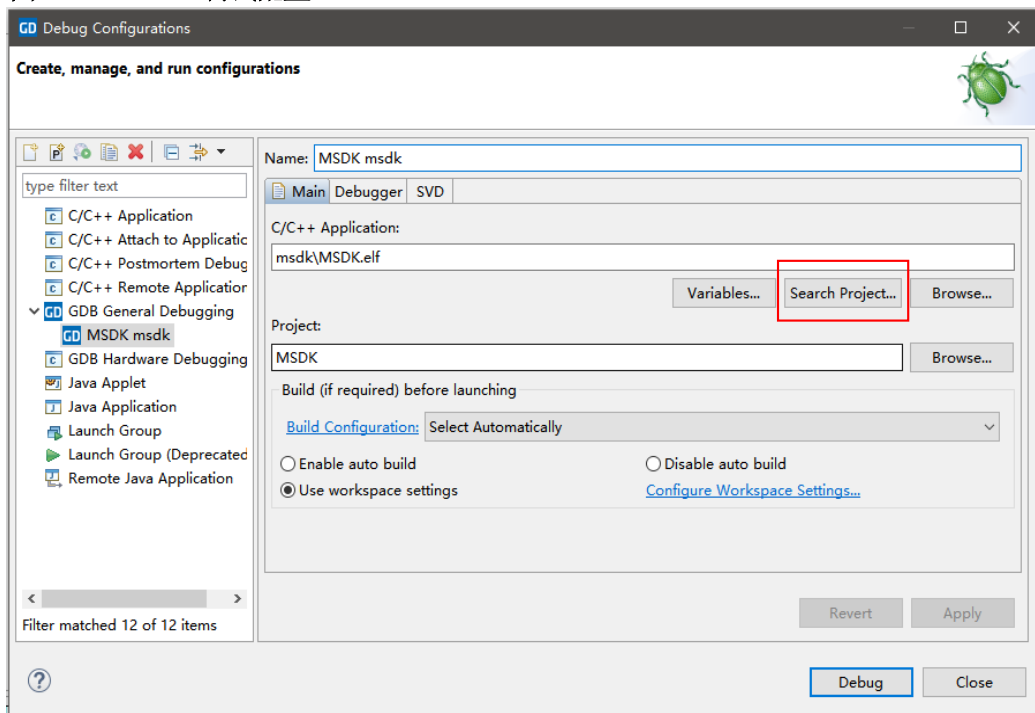 GD Debug Configurations
Create, manage, and run configurations
type filter text
C/C++ Application
C/C++ Attach to Applicatic
C/C++ Postmortem Debug
C/C++ Remote Application
GD GDB General Debugging
GD MSDK msdk
GDB Hardware Debugging
Java Applet
Java Application
Launch Group
Launch Group (Deprecated
Remote Java Application
Filter matched 12 of 12 items
Name: MSDK msdk
Main Debugger SVD
C/C++ Application:
msdk\MSDK.elf
Variables... Search Project... Browse...
Project:
MSDK Browse...
Build (if required) before launching
Build Configuration: Select Automatically
Enable auto build Disable auto build
Use workspace settings Configure Workspace Settings...
Revert Apply
Debug Close